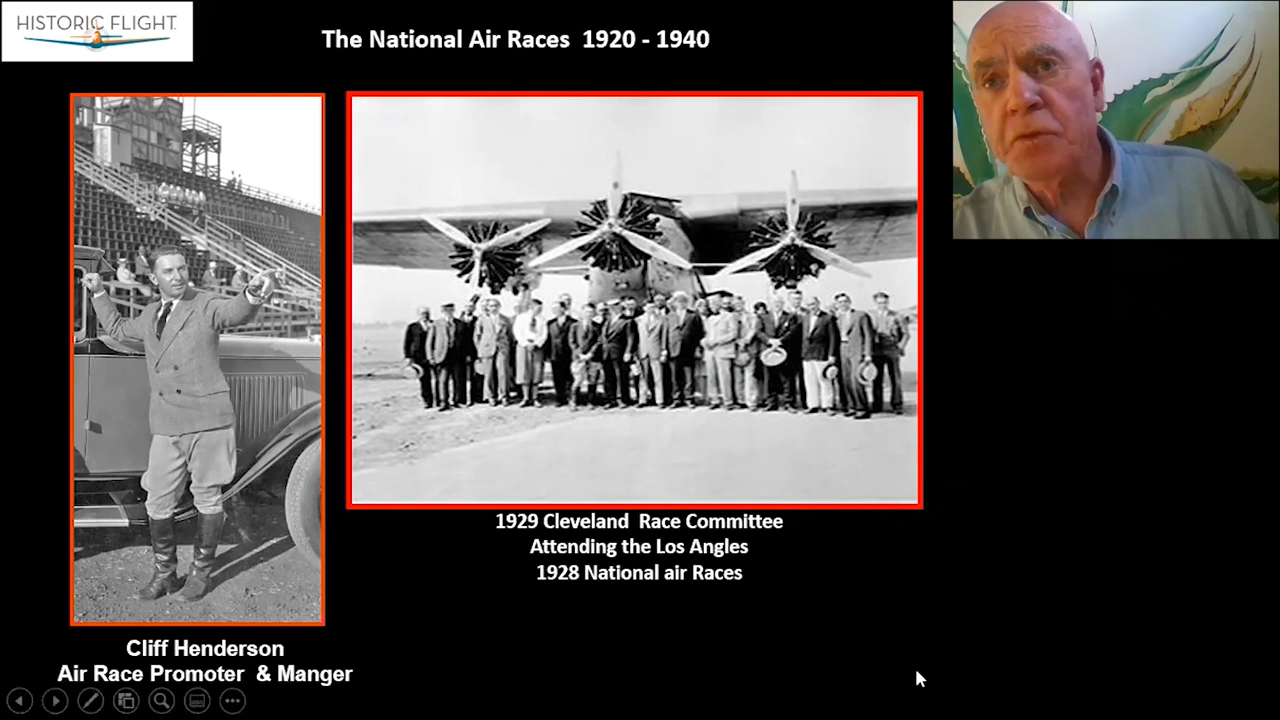 HISTORIC FLIGHT
The National Air Races 1920 - 1940
1929 Cleveland Race Committee
Attending the Los Angles
1928 National air Races
Cliff Henderson
Air Race Promoter & Manger